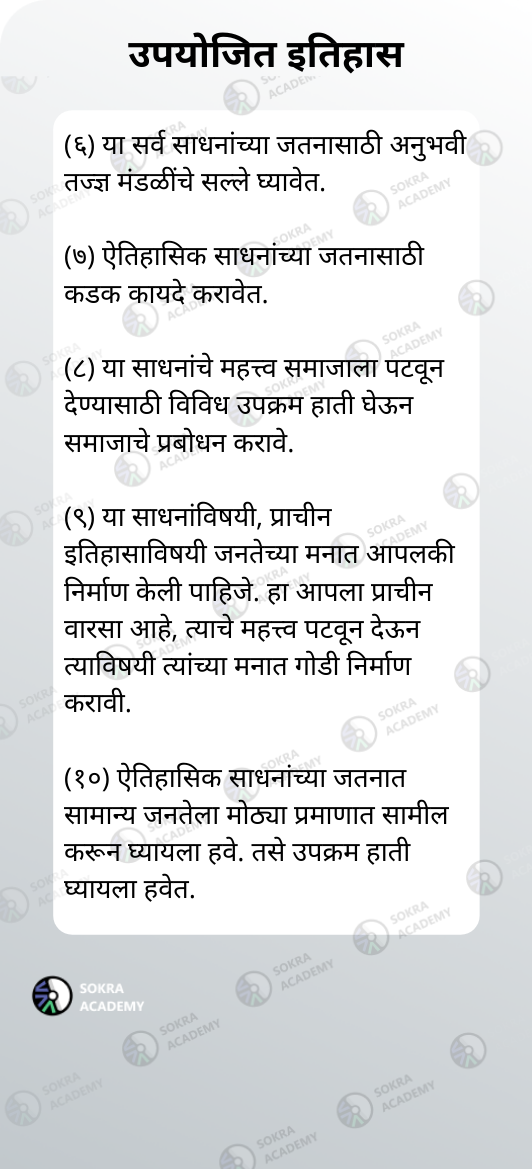 उपयोजित इतिहास
(६) या सर्व साधनांच्या जतनासाठी अनुभवी
तज्ज्ञ मंडळींचे सल्ले घ्यावेत.
(७) ऐतिहासिक साधनांच्या जतनासाठी
कडक कायदे करावेत.
(८) या साधनांचे महत्त्व समाजाला पटवून
देण्यासाठी विविध उपक्रम हाती घेऊन
समाजाचे प्रबोधन करावे.
(९) या साधनांविषयी, प्राचीन
इतिहासाविषयी जनतेच्या मनात आपलकी
निर्माण केली पाहिजे. हा आपला प्राचीन
वारसा आहे, त्याचे महत्त्व पटवून देऊन
त्याविषयी त्यांच्या मनात गोडी निर्माण
करावी.
(१०) ऐतिहासिक साधनांच्या जतनात
सामान्य जनतेला मोठ्या प्रमाणात सामील
करून घ्यायला हवे. तसे उपक्रम हाती
घ्यायला हवेत.
SOKRA
ACADEMY